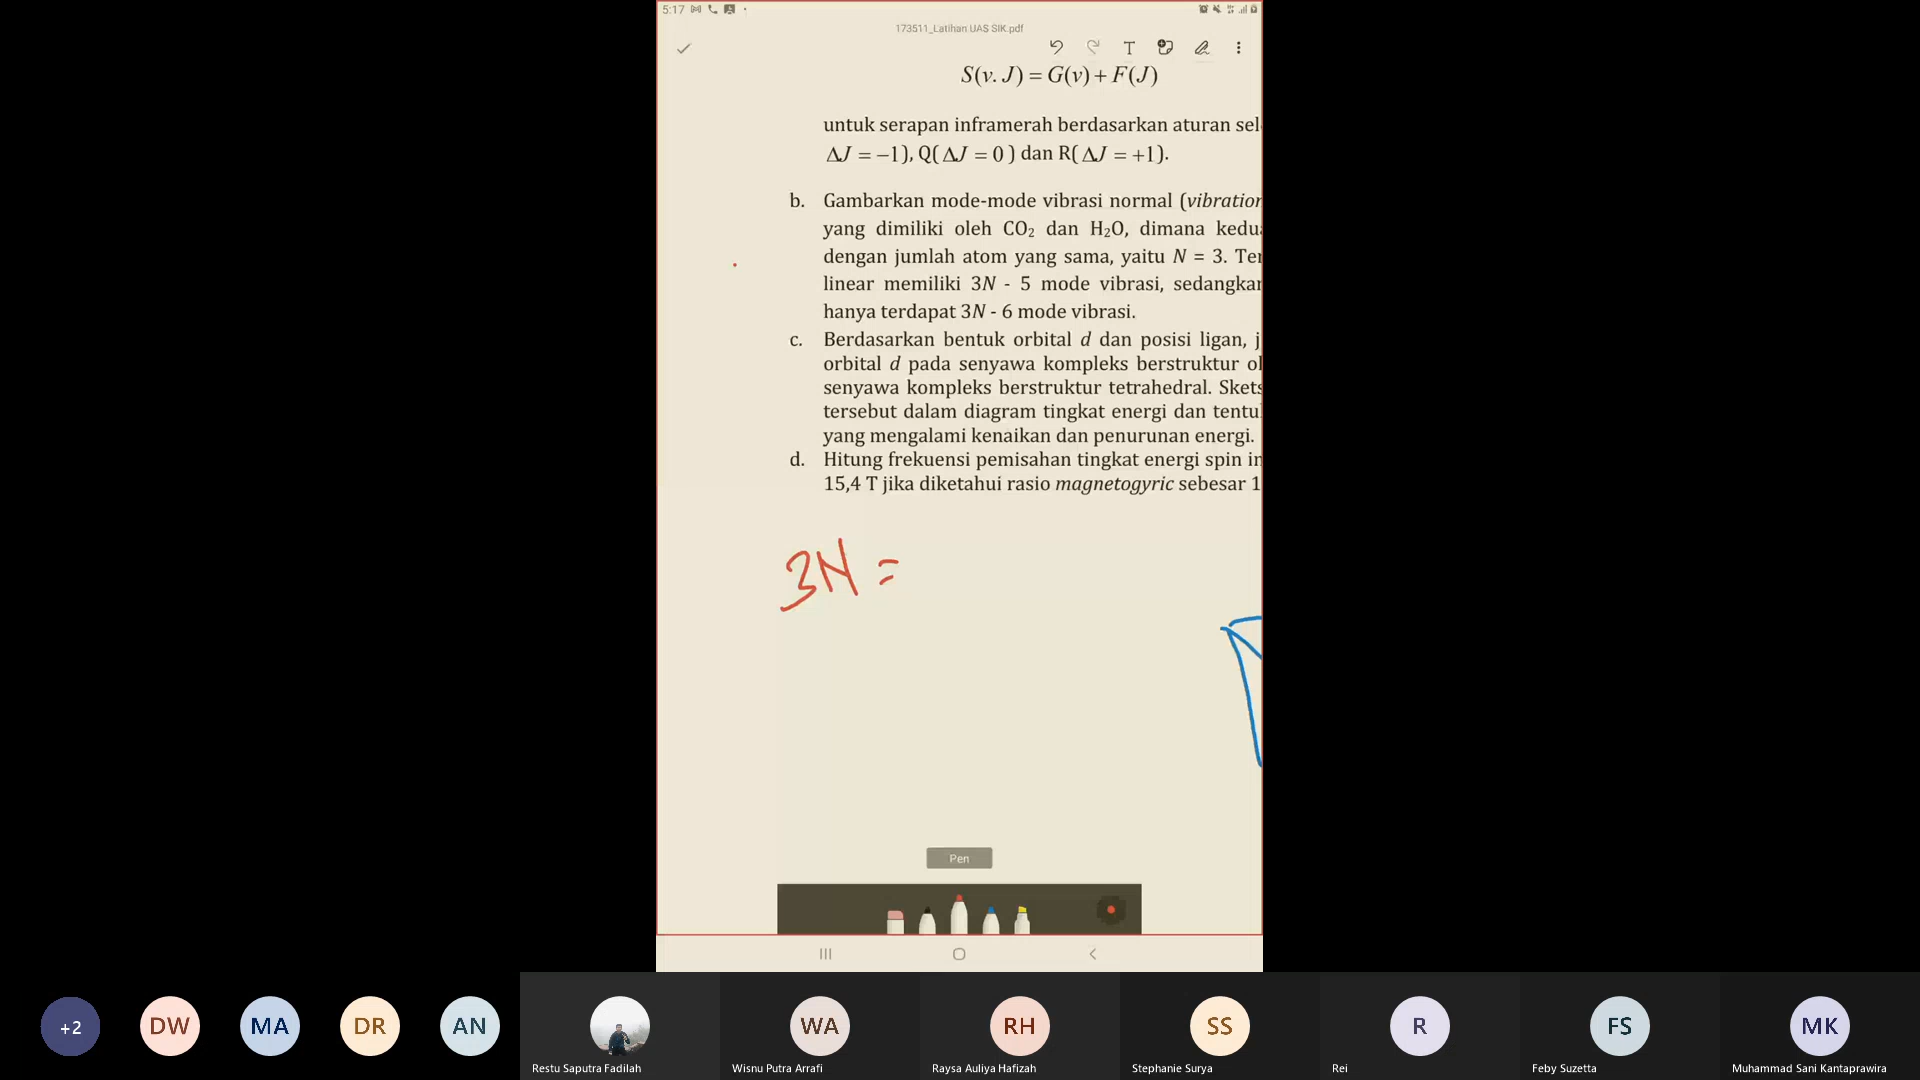 5:17
173511_Latihan UAS SIK.pdf
T
S(v. J) = G(v) + F(J)
untuk serapan inframerah berdasarkan aturan sel
ΔJ = −1), Q( ΔJ = 0 ) dan R( ΔJ = +1).
b. Gambarkan mode-mode vibrasi normal (vibration
yang dimiliki oleh CO₂ dan H₂O, dimana kedu
dengan jumlah atom yang sama, yaitu N = 3. Ter
linear memiliki 3N - 5 mode vibrasi, sedangkan
hanya terdapat 3N - 6 mode vibrasi.
c. Berdasarkan bentuk orbital d dan posisi ligan, j
orbital d pada senyawa kompleks berstruktur o
senyawa kompleks berstruktur tetrahedral. Skets
tersebut dalam diagram tingkat energi dan tentu
yang mengalami kenaikan dan penurunan energi.
d. Hitung frekuensi pemisahan tingkat energi spin in
15,4 T jika diketahui rasio magnetogyric sebesar 1
3N =
Pen
+2 DW MA DR AN WA RH SS R FS MK
Restu Saputra Fadilah Wisnu Putra Arrafi Raysa Auliya Hafizah Stephanie Surya Rei Feby Suzetta Muhammad Sani Kantaprawira